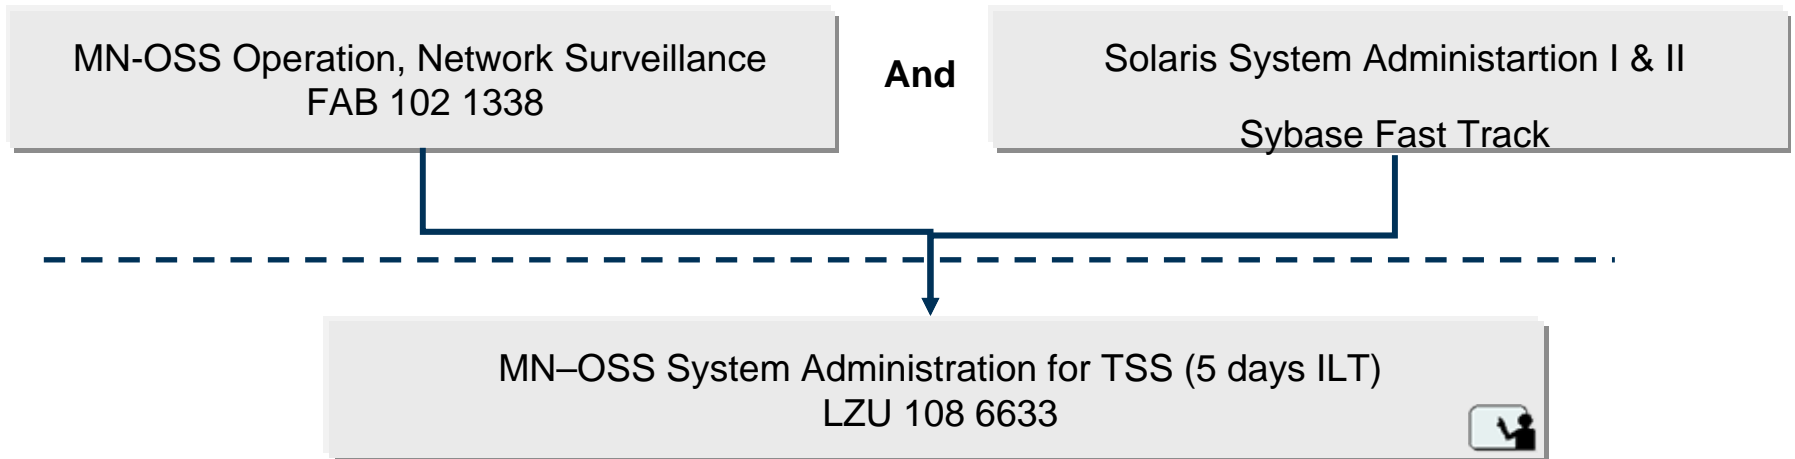 MN-OSS Operation, Network Surveillance
FAB 102 1338
And
Solaris System Administartion I & II
Sybase Fast Track
MN–OSS System Administration for TSS (5 days ILT)
LZU 108 6633